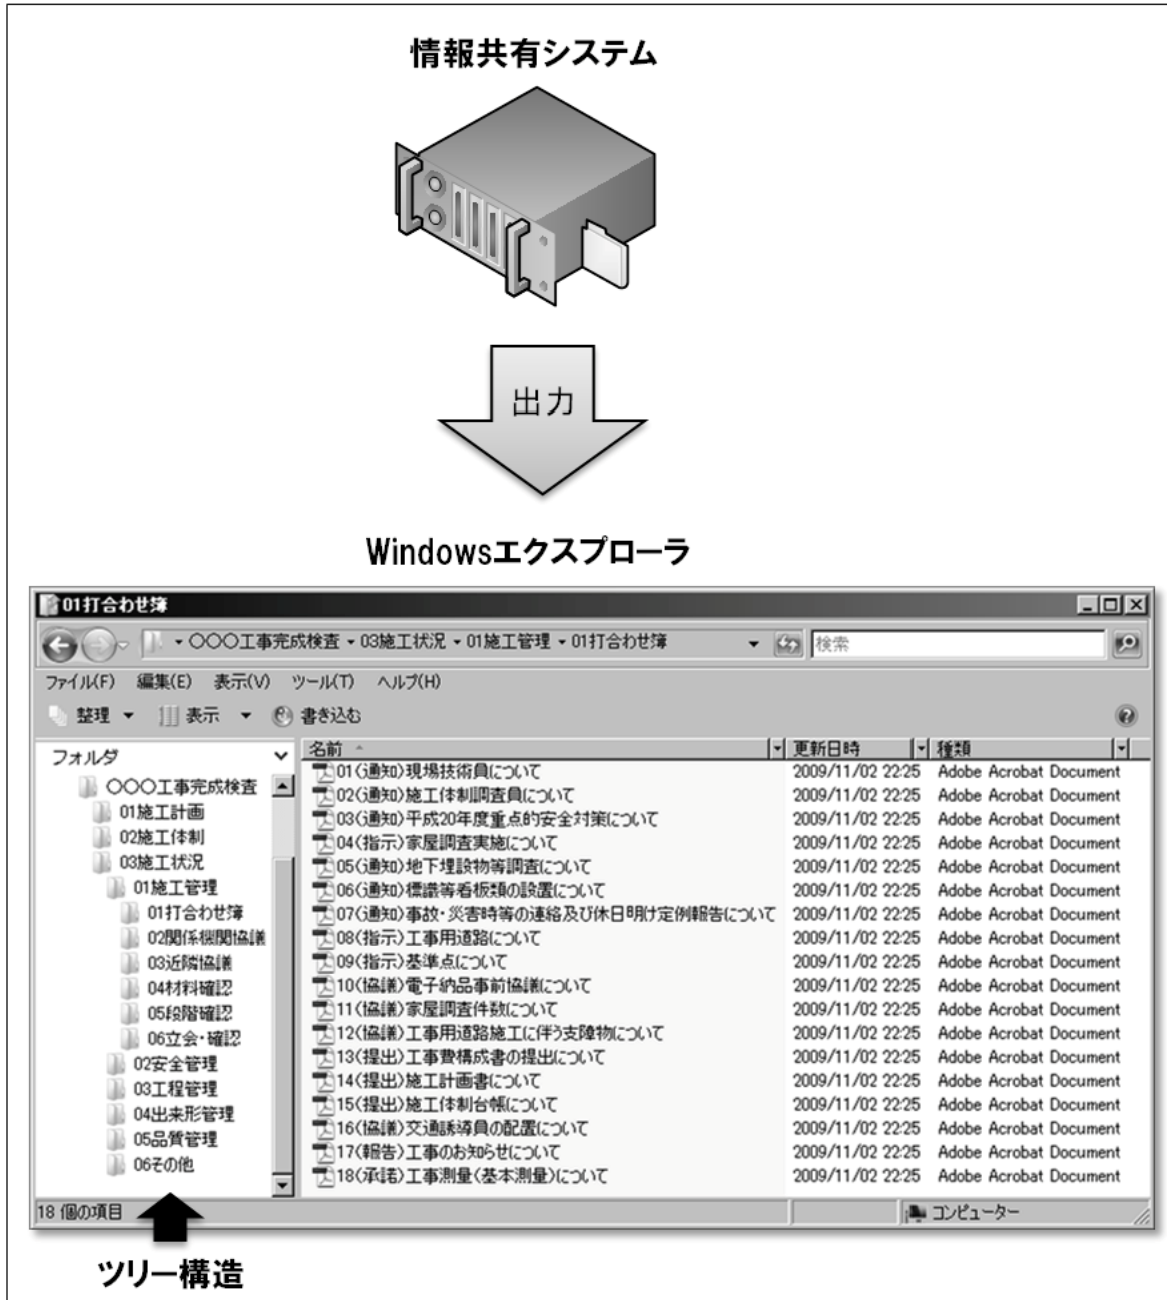 情報共有システム
出力
Windowsエクスプローラ
01打合わせ簿
〇〇〇工事完成検査 03施工状況 01施工管理 01打合わせ簿
検索
ファイル(F) 編集(E) 表示(V) ツール(T) ヘルプ(H)
整理 表示 書き込む
フォルダ
〇〇〇工事完成検査
01施工計画
02施工体制
03施工状況
01施工管理
01打合わせ簿
02関係機関協議
03近隣協議
04材料確認
05段階確認
06立会・確認
02安全管理
03工程管理
04出来形管理
05品質管理
06その他
名前 更新日時 種類
01(通知)現場技術員について 2009/11/02 22:25 Adobe Acrobat Document
02(通知)施工体制調査員について 2009/11/02 22:25 Adobe Acrobat Document
03(通知)平成20年度重点的安全対策について 2009/11/02 22:25 Adobe Acrobat Document
04(指示)家屋調査実施について 2009/11/02 22:25 Adobe Acrobat Document
05(通知)地下埋設物等調査について 2009/11/02 22:25 Adobe Acrobat Document
06(通知)標識等看板類の設置について 2009/11/02 22:25 Adobe Acrobat Document
07(通知)事故・災害時等の連絡及び休日明け定例報告について 2009/11/02 22:25 Adobe Acrobat Document
08(指示)工事用道路について 2009/11/02 22:25 Adobe Acrobat Document
09(指示)基準点について 2009/11/02 22:25 Adobe Acrobat Document
10(協議)電子納品事前協議について 2009/11/02 22:25 Adobe Acrobat Document
11(協議)家屋調査件数について 2009/11/02 22:25 Adobe Acrobat Document
12(協議)工事用道路施工に伴う支障物について 2009/11/02 22:25 Adobe Acrobat Document
13(提出)工事費構成書の提出について 2009/11/02 22:25 Adobe Acrobat Document
14(提出)施工計画書について 2009/11/02 22:25 Adobe Acrobat Document
15(提出)施工体制台帳について 2009/11/02 22:25 Adobe Acrobat Document
16(協議)交通誘導員の配置について 2009/11/02 22:25 Adobe Acrobat Document
17(報告)工事のお知らせについて 2009/11/02 22:25 Adobe Acrobat Document
18(承諾)工事測量(基本測量)について 2009/11/02 22:25 Adobe Acrobat Document
18 個の項目
コンピューター
ツリー構造